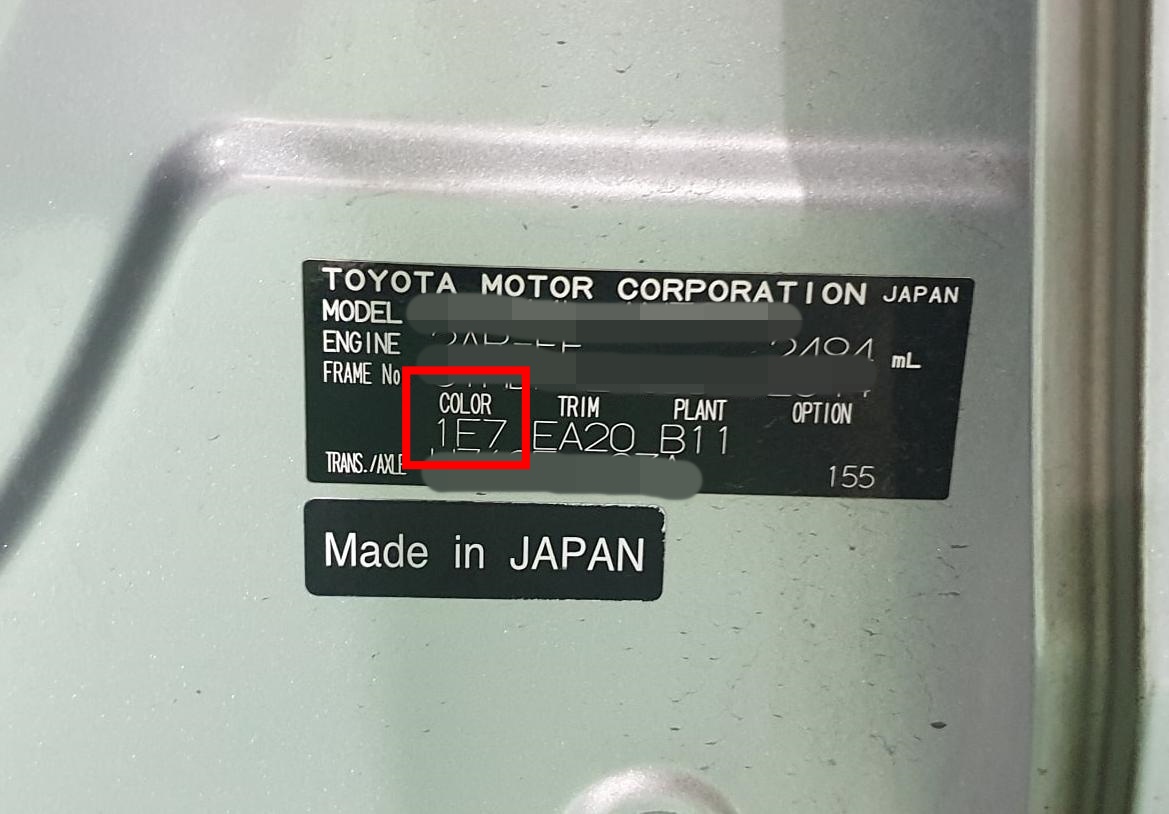 TOYOTA MOTOR CORPORATION JAPAN
MODEL
ENGINE mL
FRAME No
COLOR TRIM PLANT OPTION
1E7 EA20 B11
TRANS./AXLE 155
Made in JAPAN